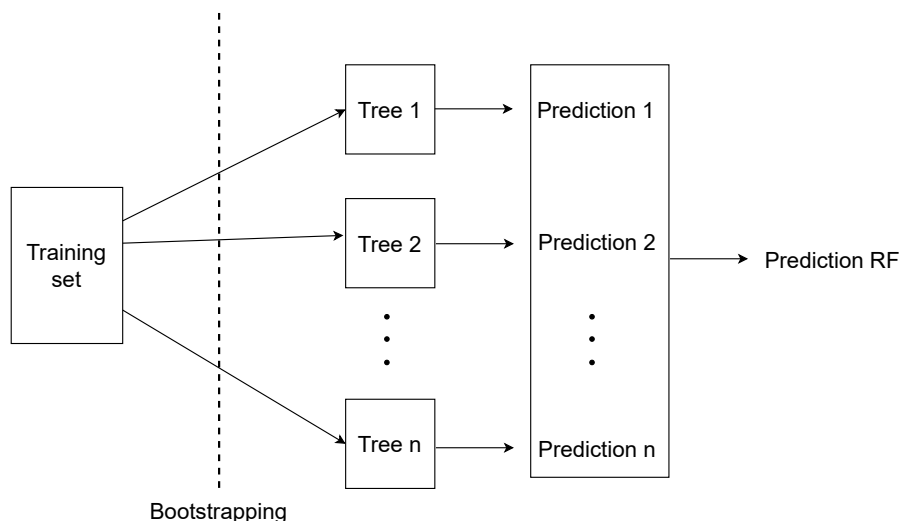 Tree 1
Prediction 1
Training
set
Tree 2
Prediction 2
Prediction RF
Tree n
Prediction n
Bootstrapping